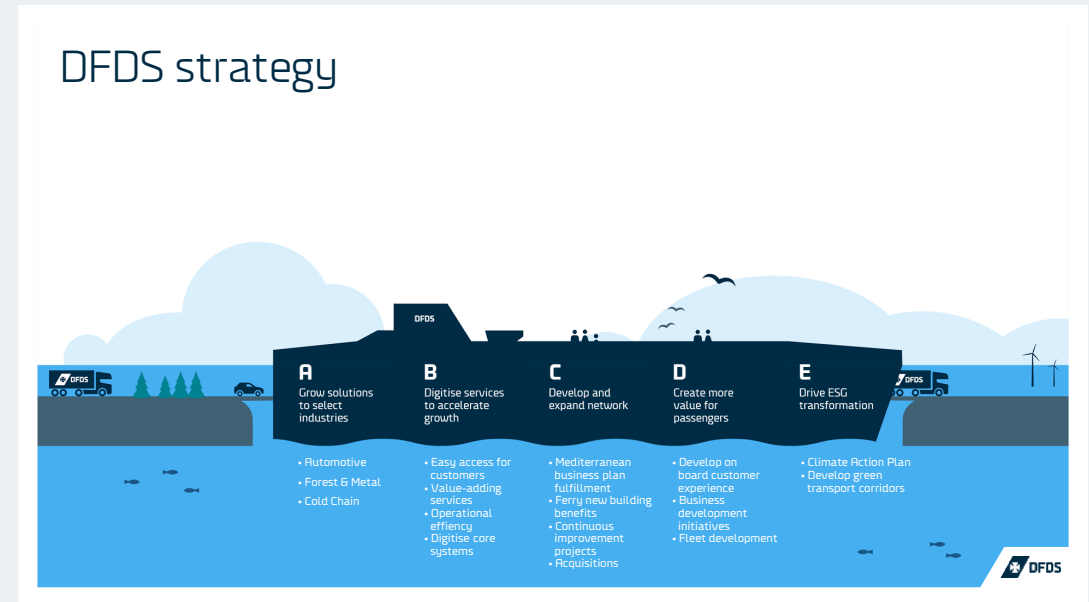 DFDS strategy
DFDS
DFDS
DFDS
A
Grow solutions
to select
industries
• Automotive
• Forest & Metal
• Cold Chain
B
Digitise services
to accelerate
growth
• Easy access for
customers
• Value-adding
services
• Operational
effiency
• Digitise core
systems
C
Develop and
expand network
• Mediterranean
business plan
fulfillment
• Ferry new building
benefits
• Continuous
improvement
projects
• Acquisitions
D
Create more
value for
passengers
• Develop on
board customer
experience
• Business
development
initiatives
• Fleet development
E
Drive ESG
transformation
• Climate Action Plan
• Develop green
transport corridors
DFDS